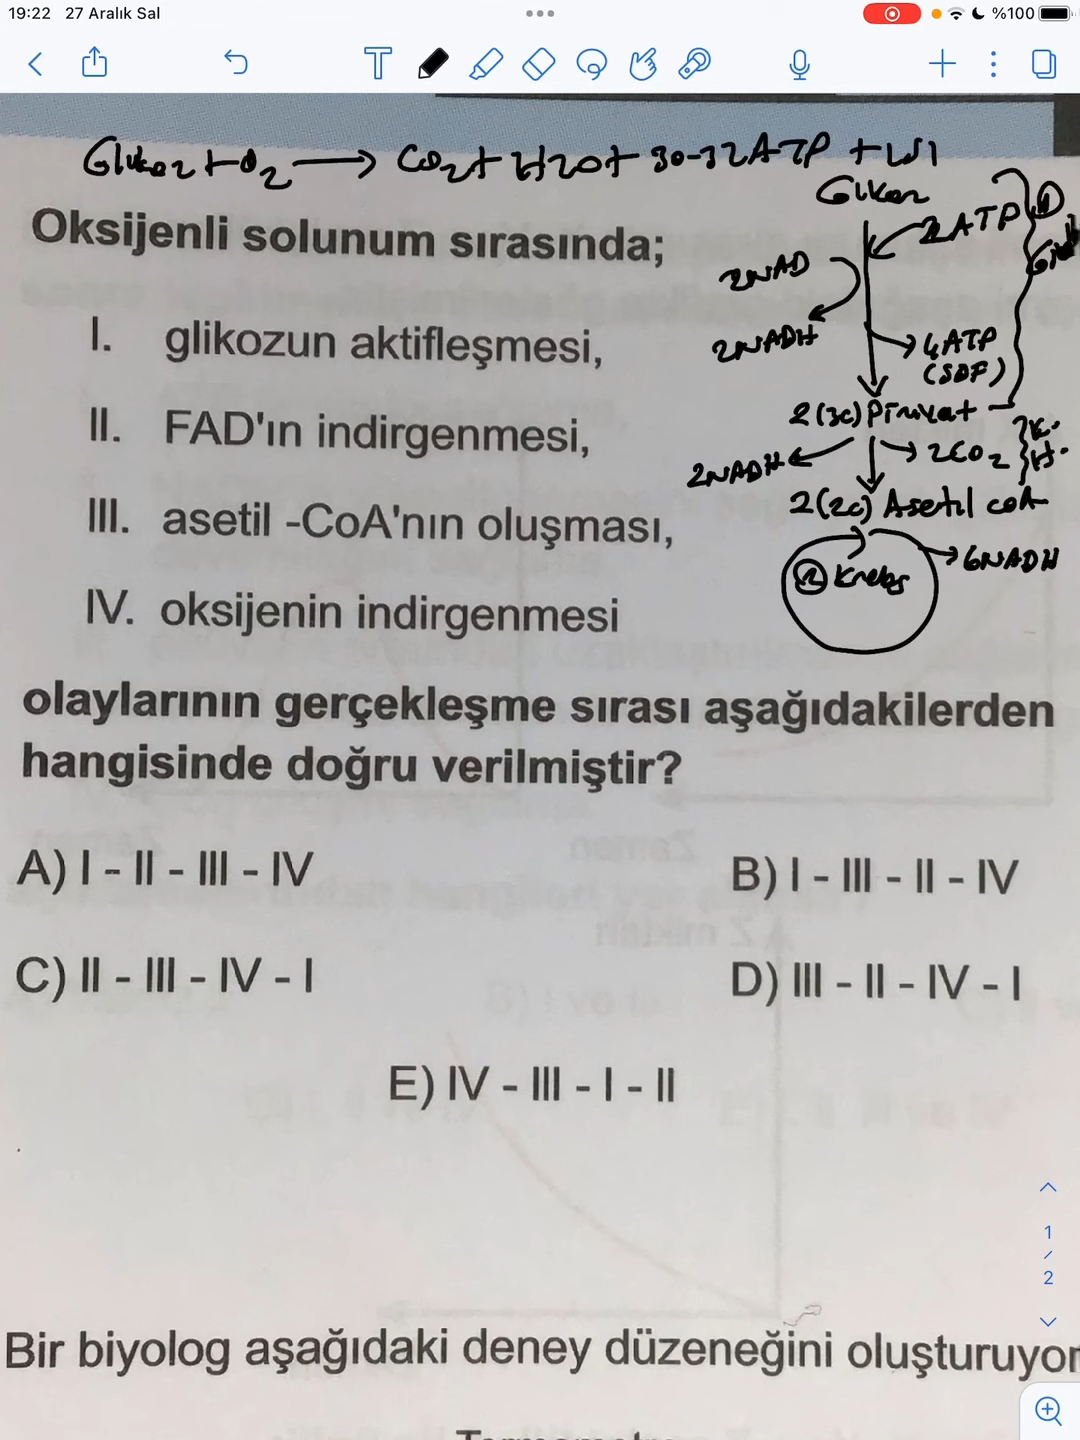 19:22 27 Aralık Sal
%100
Glikoz + O2 → CO2 + H2O + 30-32 ATP + ISI
Oksijenli solunum sırasında;
I. glikozun aktifleşmesi,
II. FAD'ın indirgenmesi,
III. asetil -CoA'nın oluşması,
IV. oksijenin indirgenmesi
Glikoz
2ATP
1
2NAD
2NADH
4ATP
(SDF)
2(3c) Piruvat
2NADH
2CO2
K.
H.
2(2c) Asetil coA
2 Krebs
6NADH
olaylarının gerçekleşme sırası aşağıdakilerden
hangisinde doğru verilmiştir?
A) I - II - III - IV
B) I - III - II - IV
C) II - III - IV - I
D) III - II - IV - I
E) IV - III - I - II
1
/
2
Bir biyolog aşağıdaki deney düzeneğini oluşturuyor